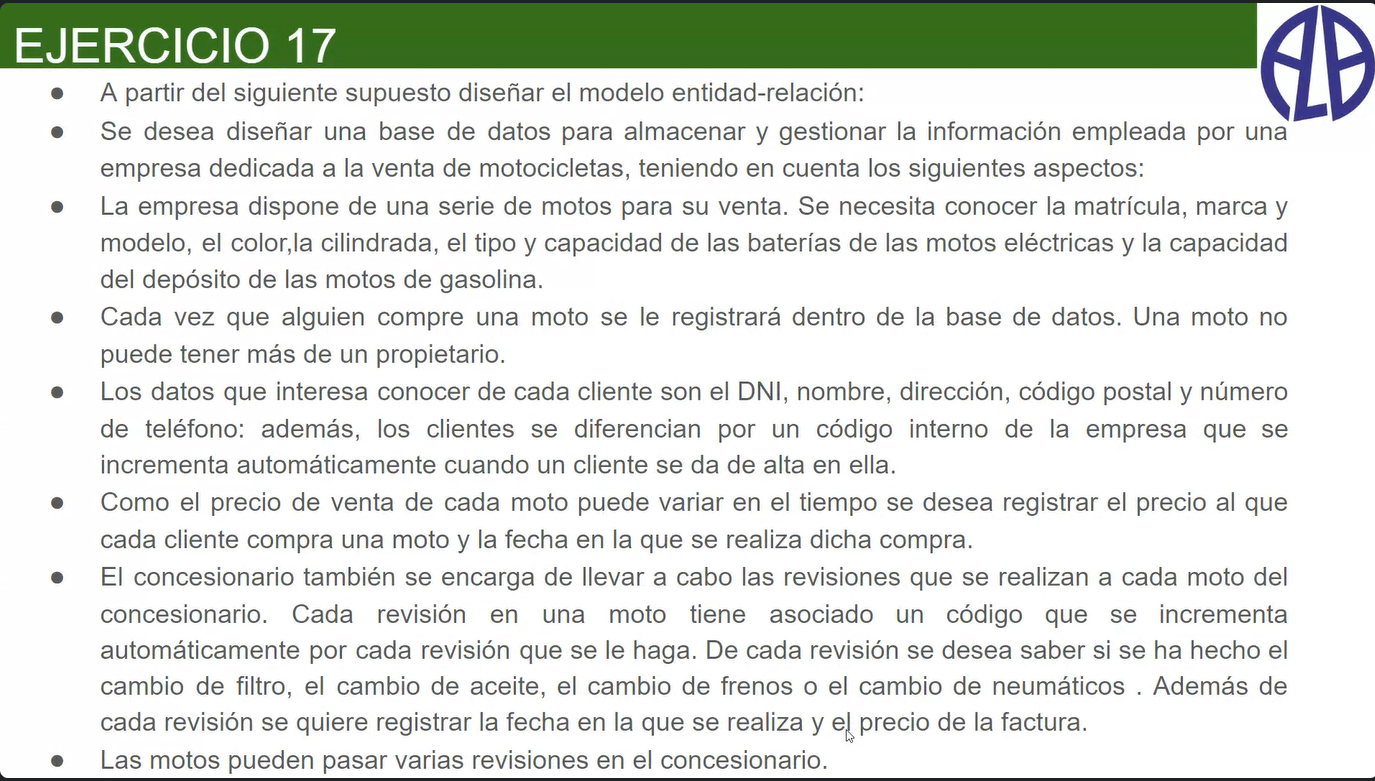 EJERCICIO 17
● A partir del siguiente supuesto diseñar el modelo entidad-relación:
● Se desea diseñar una base de datos para almacenar y gestionar la información empleada por una
empresa dedicada a la venta de motocicletas, teniendo en cuenta los siguientes aspectos:
● La empresa dispone de una serie de motos para su venta. Se necesita conocer la matrícula, marca y
modelo, el color,la cilindrada, el tipo y capacidad de las baterías de las motos eléctricas y la capacidad
del depósito de las motos de gasolina.
● Cada vez que alguien compre una moto se le registrará dentro de la base de datos. Una moto no
puede tener más de un propietario.
● Los datos que interesa conocer de cada cliente son el DNI, nombre, dirección, código postal y número
de teléfono: además, los clientes se diferencian por un código interno de la empresa que se
incrementa automáticamente cuando un cliente se da de alta en ella.
● Como el precio de venta de cada moto puede variar en el tiempo se desea registrar el precio al que
cada cliente compra una moto y la fecha en la que se realiza dicha compra.
● El concesionario también se encarga de llevar a cabo las revisiones que se realizan a cada moto del
concesionario. Cada revisión en una moto tiene asociado un código que se incrementa
automáticamente por cada revisión que se le haga. De cada revisión se desea saber si se ha hecho el
cambio de filtro, el cambio de aceite, el cambio de frenos o el cambio de neumáticos . Además de
cada revisión se quiere registrar la fecha en la que se realiza y el precio de la factura.
● Las motos pueden pasar varias revisiones en el concesionario.